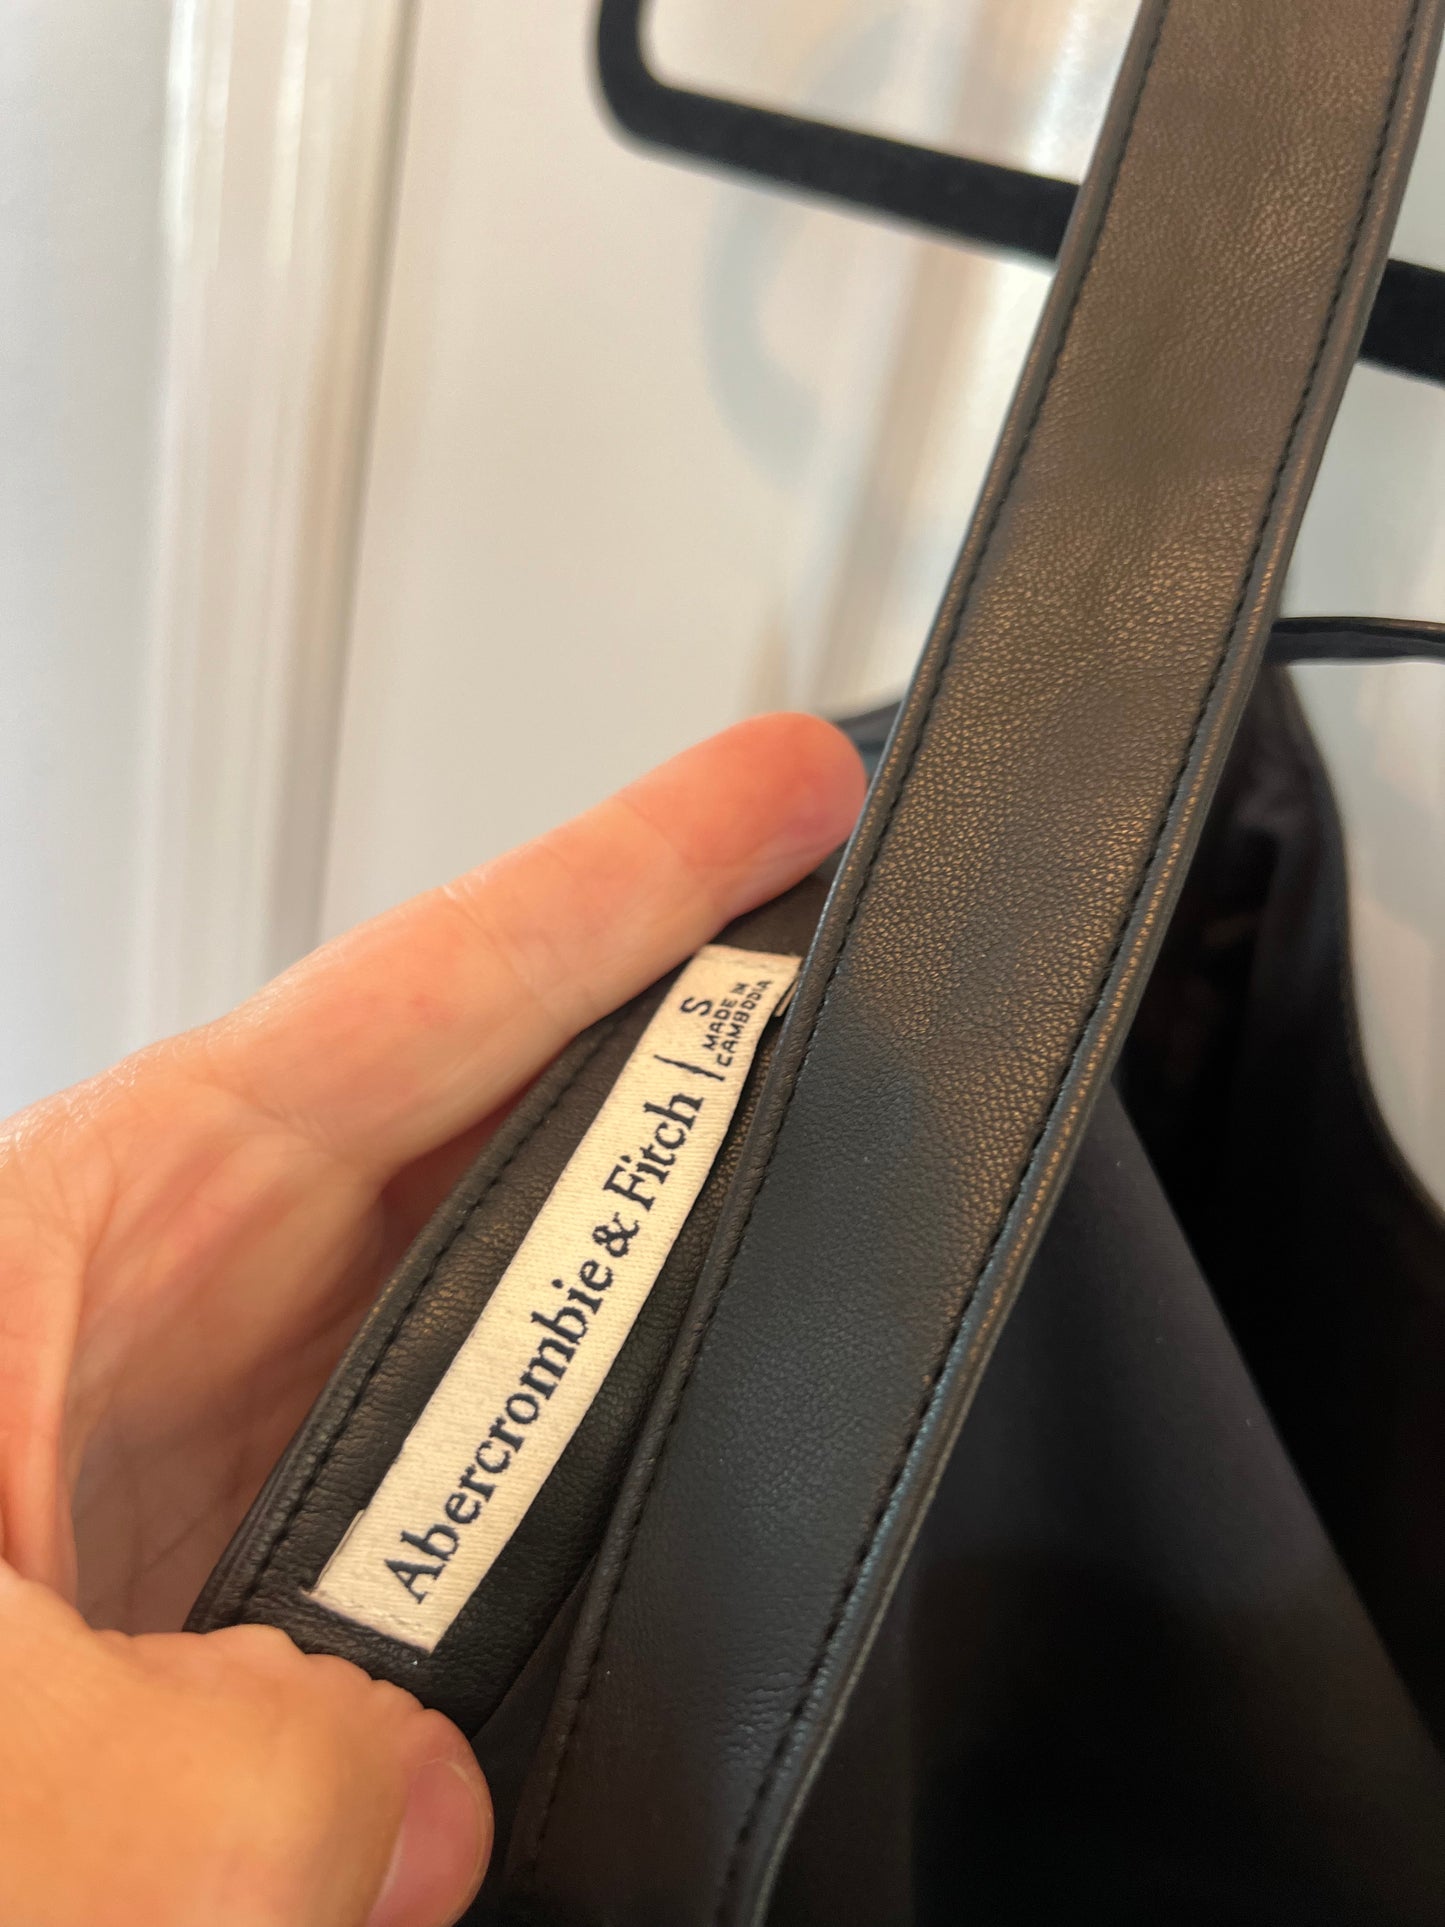 Abercrombie & Fitch | S
MADE IN
CAMBODIA